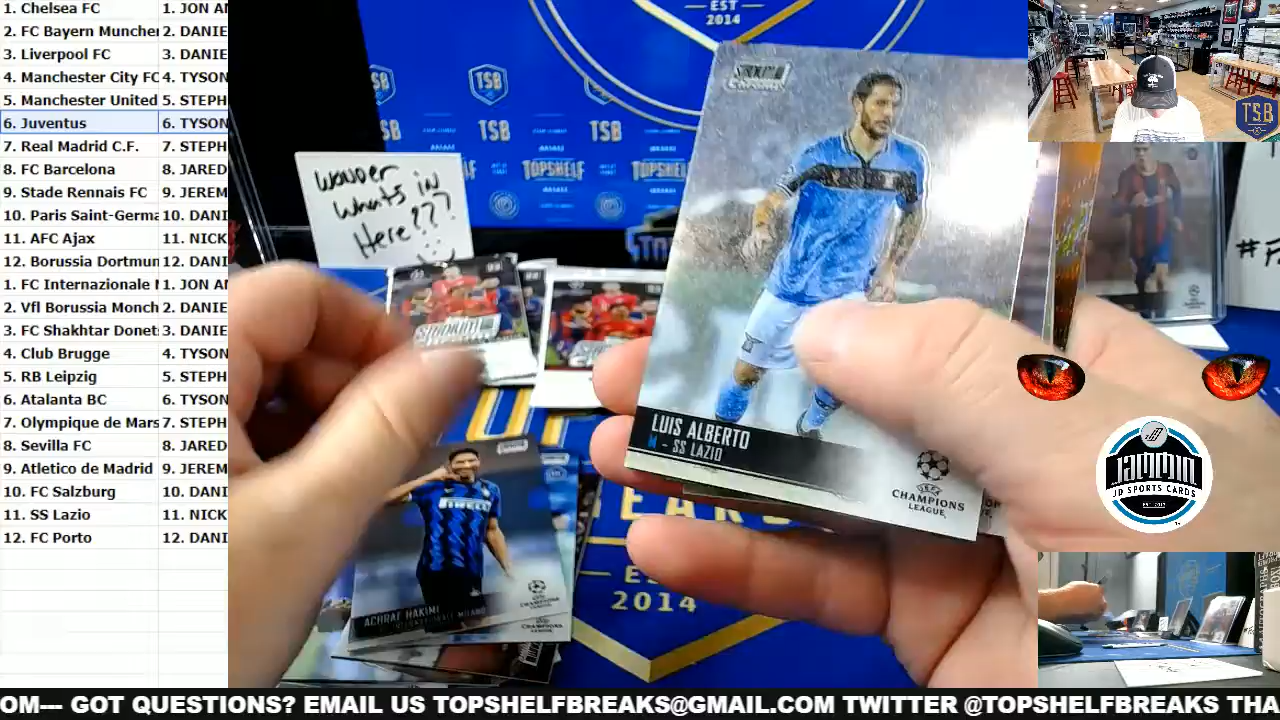 1. Chelsea FC 1. JON A
2. FC Bayern Munche 2. DANIE
3. Liverpool FC 3. DANIE
4. Manchester City FC 4. TYSON
5. Manchester United 5. STEPH
6. Juventus 6. TYSON
7. Real Madrid C.F. 7. STEPH
8. FC Barcelona 8. JARED
9. Stade Rennais FC 9. JEREM
10. Paris Saint-Germa 10. DANI
11. AFC Ajax 11. NICK
12. Borussia Dortmun 12. DANI
1. FC Internazionale 1. JON A
2. Vfl Borussia Monch 2. DANIE
3. FC Shakhtar Donet 3. DANIE
4. Club Brugge 4. TYSON
5. RB Leipzig 5. STEPH
6. Atalanta BC 6. TYSON
7. Olympique de Mars 7. STEPH
8. Sevilla FC 8. JARED
9. Atletico de Madrid 9. JEREM
10. FC Salzburg 10. DANI
11. SS Lazio 11. NICK
12. FC Porto 12. DANI
EST
2014
TSB
TSB
TSB
TOPSHELF
TOPSHELF
wonder
whats in
Here???
STADIUM
CHROME
LUIS ALBERTO
M - SS LAZIO
UEFA
CHAMPIONS
LEAGUE
ACHRAF HAKIMI
CHAMPIONS
LEAGUE
EARS
2014
TSB
JAMMIN
JD SPORTS CARDS
OM--- GOT QUESTIONS? EMAIL US TOPSHELFBREAKS@GMAIL.COM TWITTER @TOPSHELFBREAKS THA